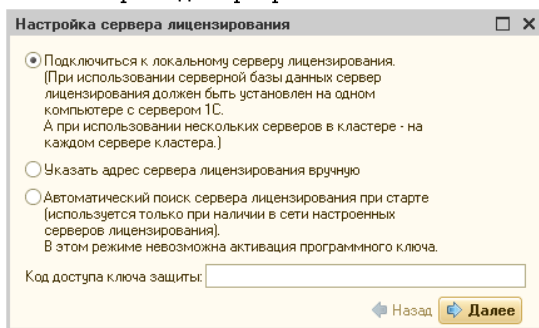 Настройка сервера лицензирования
Подключиться к локальному серверу лицензирования.
(При использовании серверной базы данных сервер
лицензирования должен быть установлен на одном
компьютере с сервером 1С.
А при использовании нескольких серверов в кластере - на
каждом сервере кластера.)
Указать адрес сервера лицензирования вручную
Автоматический поиск сервера лицензирования при старте
(используется только при наличии в сети настроенных
серверов лицензирования).
В этом режиме невозможна активация программного ключа.
Код доступа ключа защиты:
Назад Далее